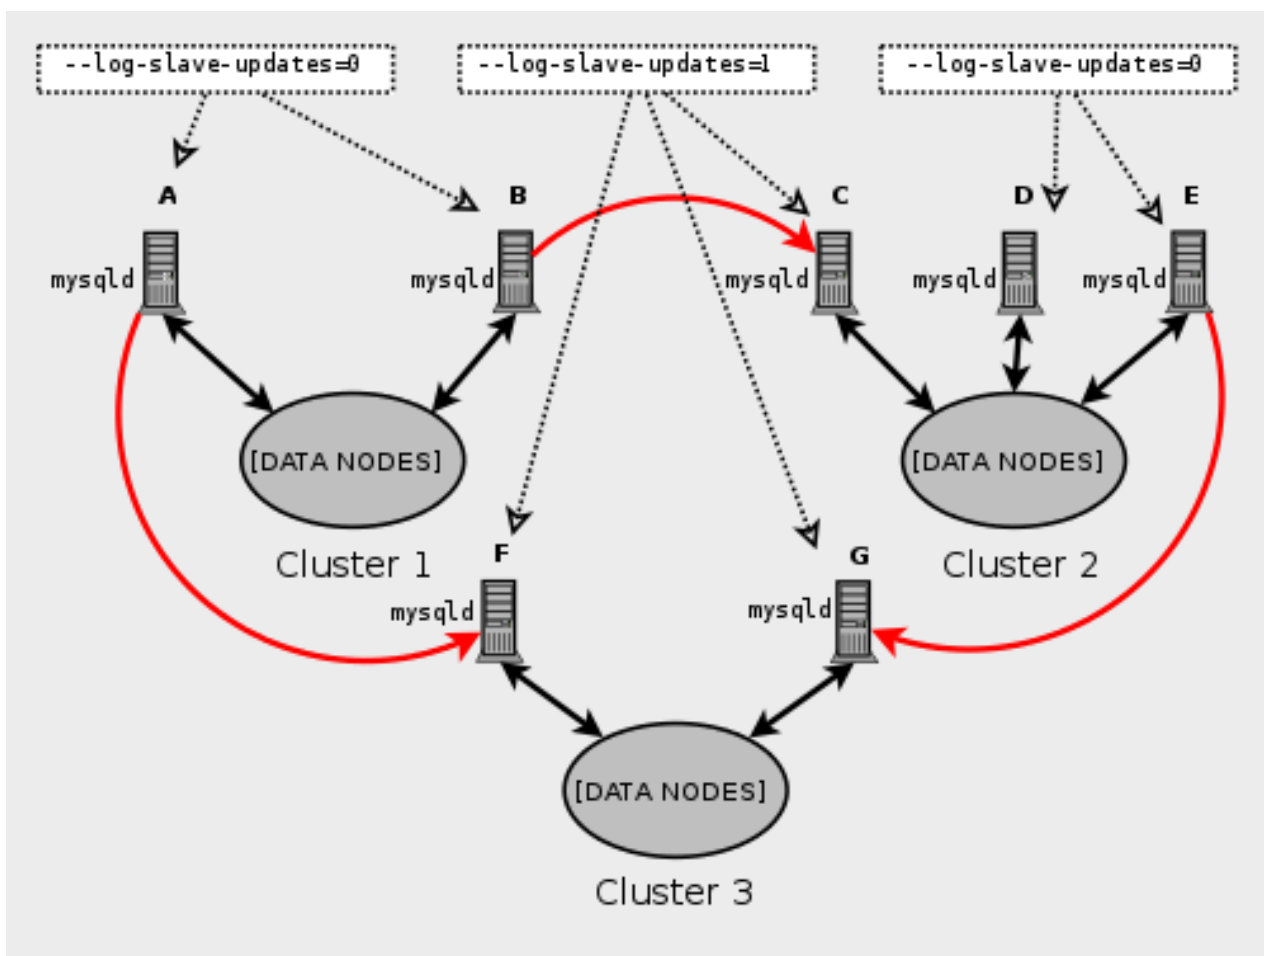 --log-slave-updates=0
--log-slave-updates=1
--log-slave-updates=0
A
B
C
D
E
mysqld
mysqld
mysqld
mysqld
mysqld
[DATA NODES]
[DATA NODES]
Cluster 1
Cluster 2
F
G
mysqld
mysqld
[DATA NODES]
Cluster 3